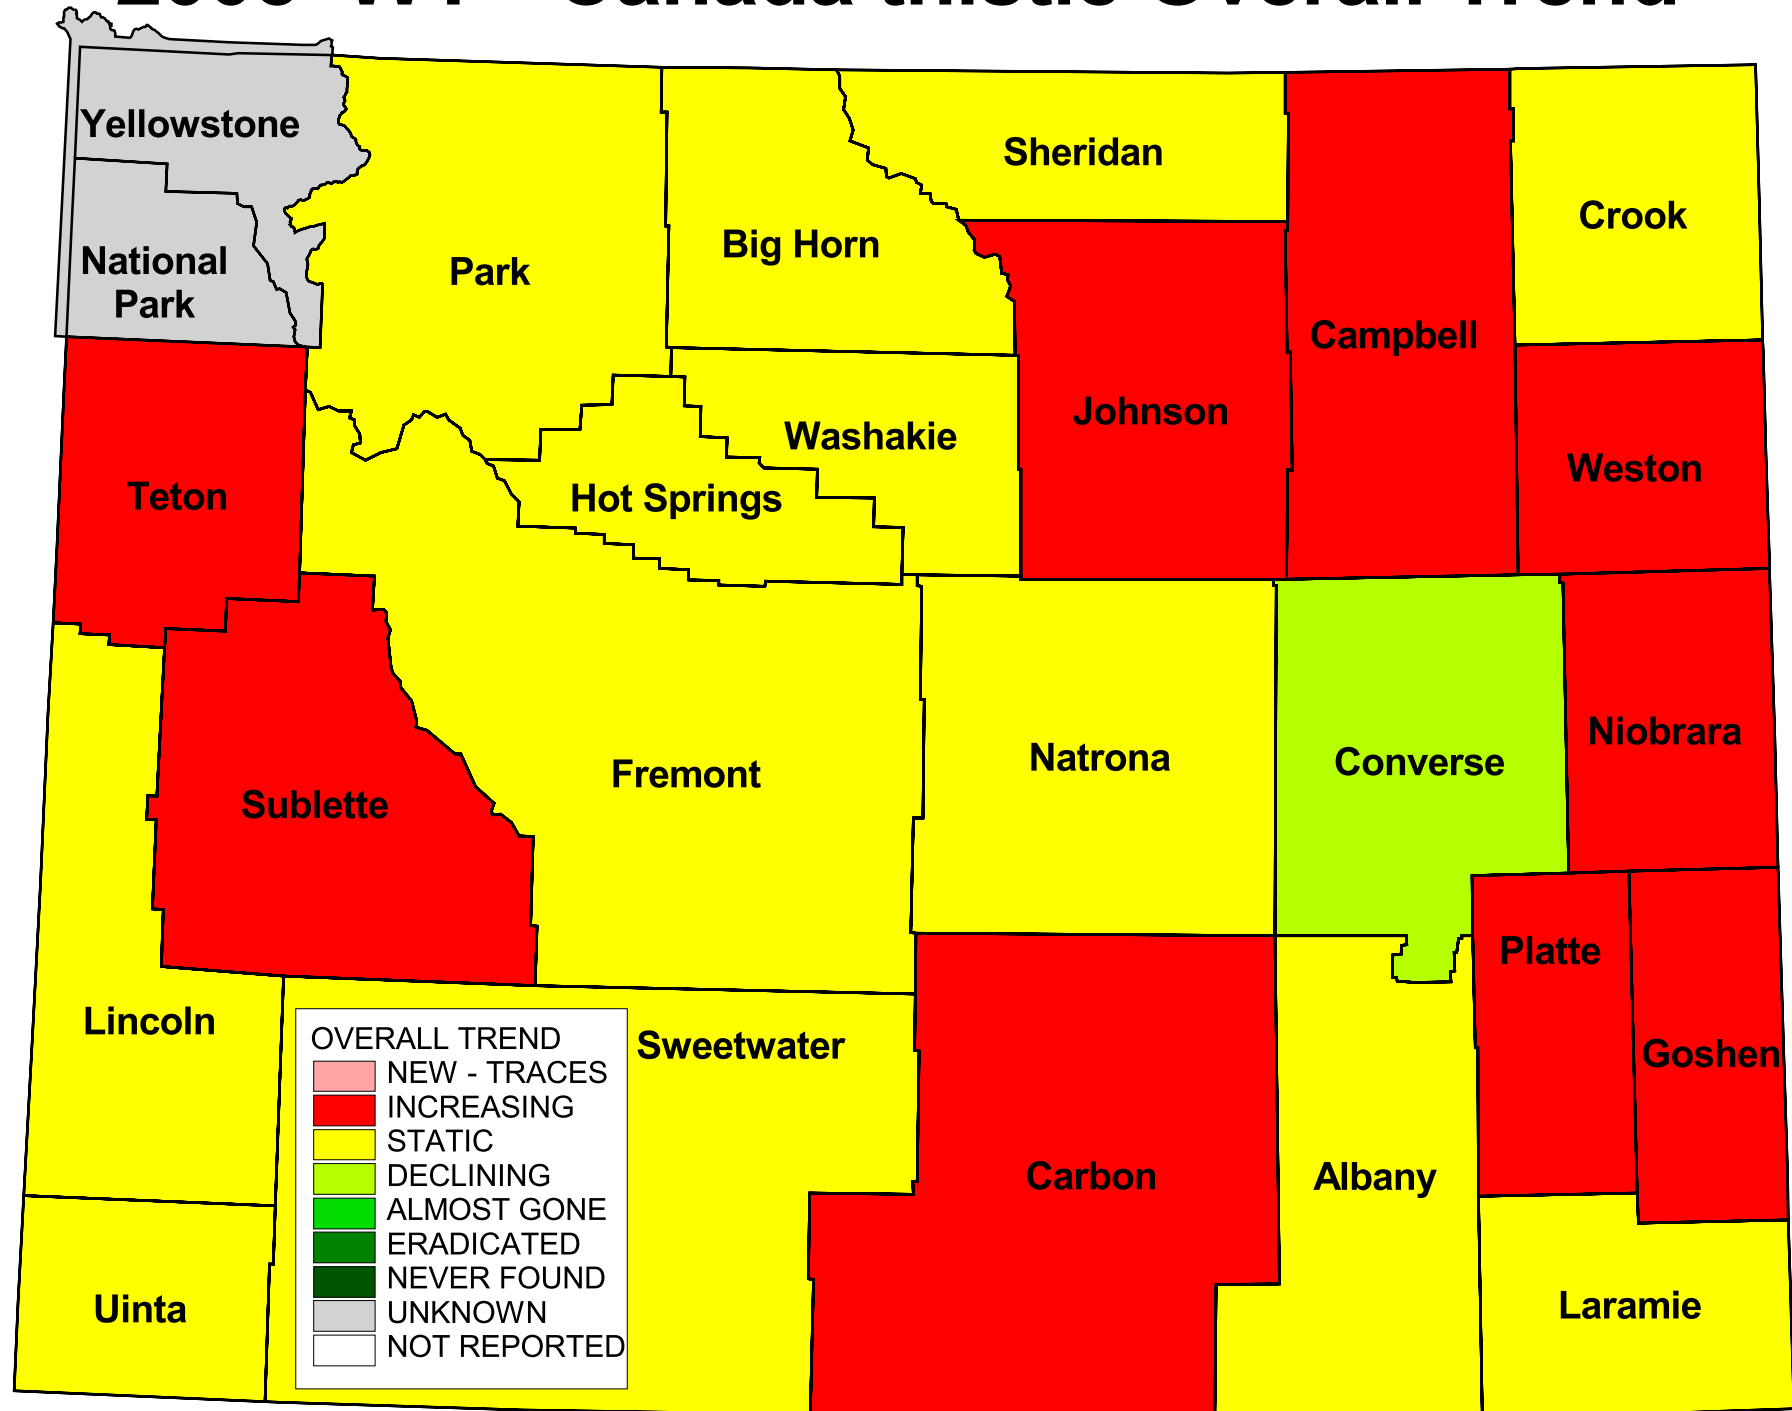 Yellowstone
National
Park
Park
Big Horn
Sheridan
Campbell
Crook
Johnson
Weston
Washakie
Hot Springs
Teton
Sublette
Fremont
Natrona
Converse
Niobrara
Platte
Goshen
Lincoln
Sweetwater
Carbon
Albany
Uinta
Laramie
OVERALL TREND
NEW - TRACES
INCREASING
STATIC
DECLINING
ALMOST GONE
ERADICATED
NEVER FOUND
UNKNOWN
NOT REPORTED